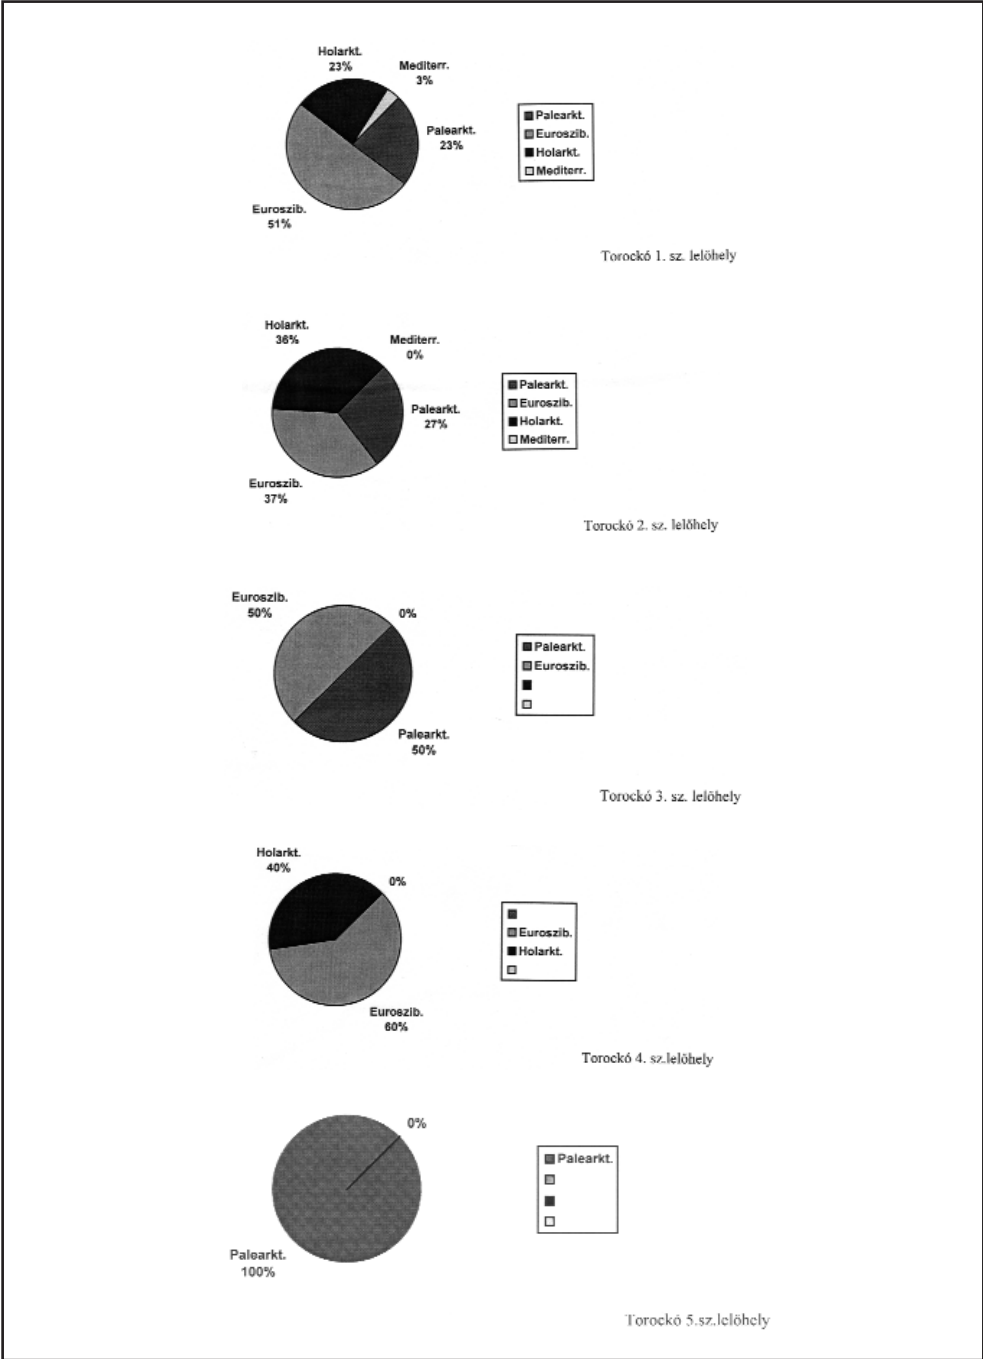 Holarkt.
23%
Mediterr.
3%
Palearkt.
23%
Euroszib.
51%
Palearkt.
Euroszib.
Holarkt.
Mediterr.
Torockó 1. sz. lelőhely
Holarkt.
36%
Mediterr.
0%
Palearkt.
27%
Euroszib.
37%
Palearkt.
Euroszib.
Holarkt.
Mediterr.
Torockó 2. sz. lelőhely
Euroszib.
50%
0%
Palearkt.
50%
Palearkt.
Euroszib.
Torockó 3. sz. lelőhely
Holarkt.
40%
0%
Euroszib.
60%
Euroszib.
Holarkt.
Torockó 4. sz.lelőhely
0%
Palearkt.
100%
Palearkt.
Torockó 5.sz.lelőhely